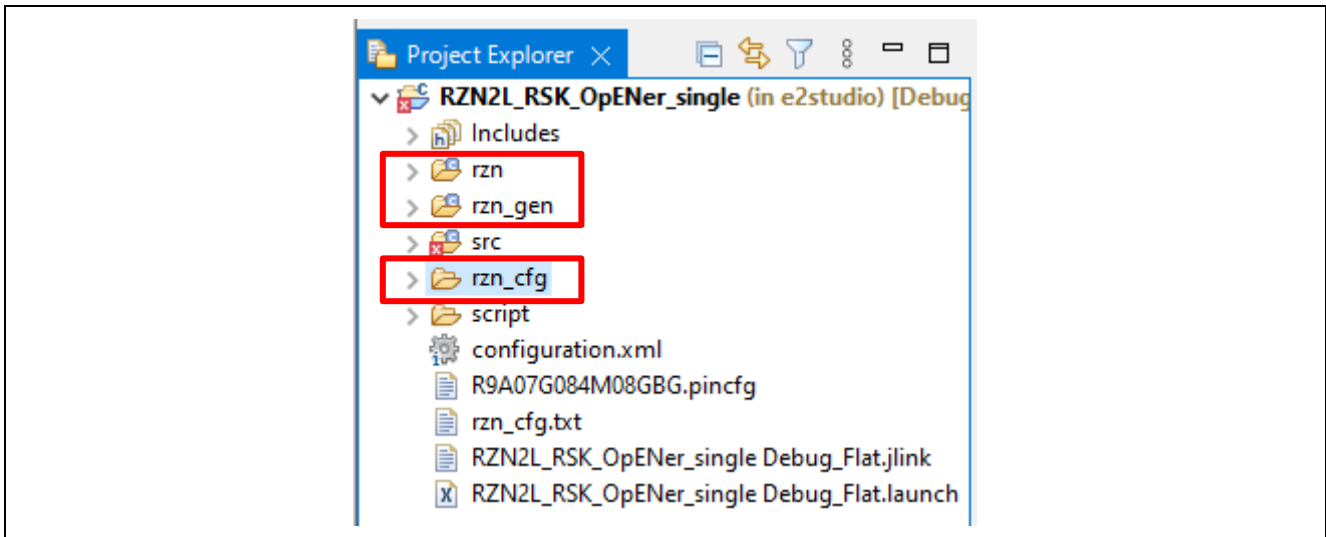 Project Explorer
RZN2L_RSK_OpENer_single (in e2studio) [Debug
Includes
rzn
rzn_gen
src
rzn_cfg
script
configuration.xml
R9A07G084M08GBG.pincfg
rzn_cfg.txt
RZN2L_RSK_OpENer_single Debug_Flat.jlink
RZN2L_RSK_OpENer_single Debug_Flat.launch